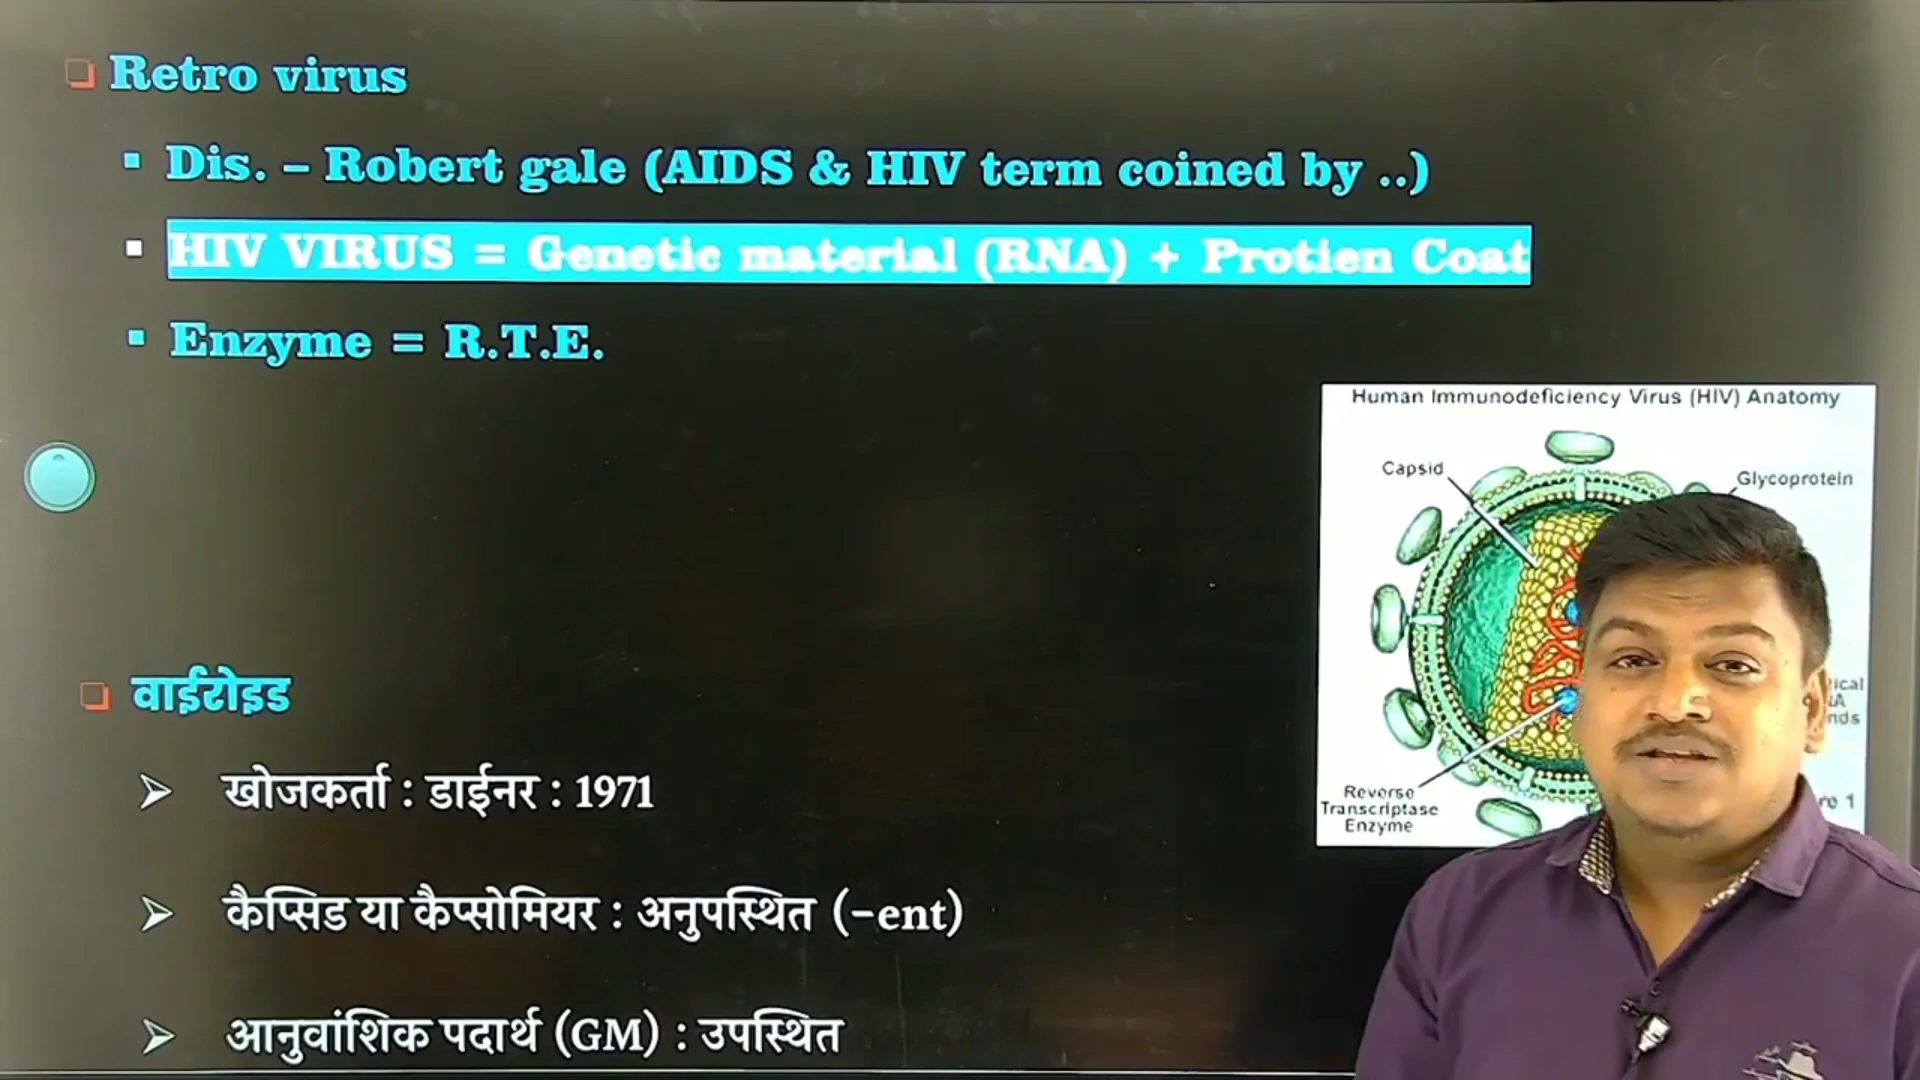 Retro virus
Dis. – Robert gale (AIDS & HIV term coined by ..)
HIV VIRUS = Genetic material (RNA) + Protien Coat
Enzyme = R.T.E.
Human Immunodeficiency Virus (HIV) Anatomy
Capsid
Glycoprotein
Reverse
Transcriptase
Enzyme
वाईरोइड
खोजकर्ता : डाईनर : 1971
कैप्सिड या कैप्सोमियर : अनुपस्थित (-ent)
आनुवांशिक पदार्थ (GM) : उपस्थित